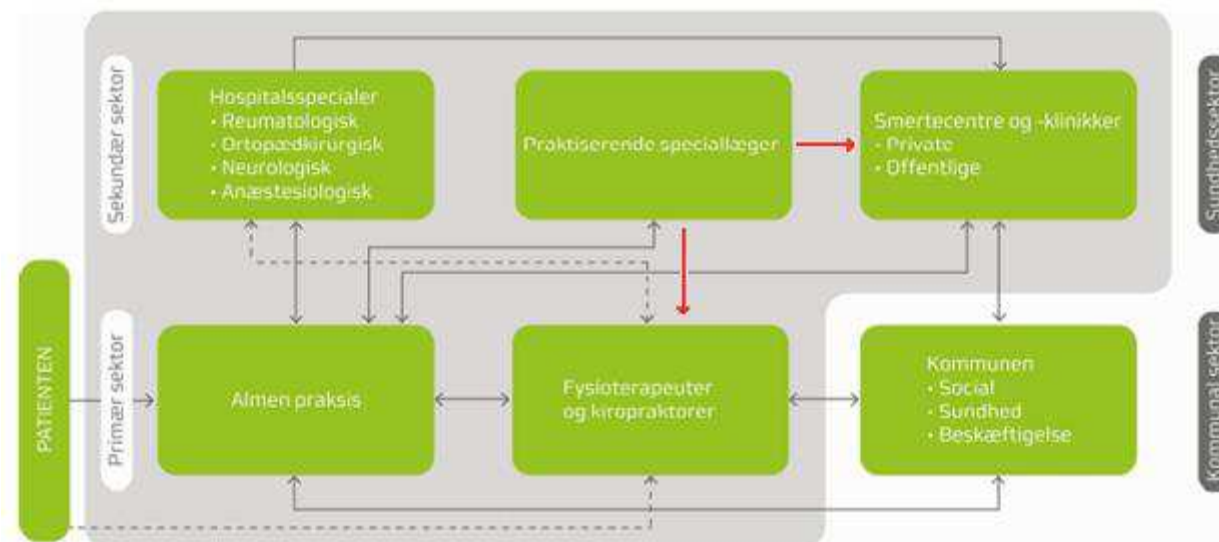 Sekundær sektor
Hospitalsspecialer
• Reumatologisk
• Ortopædkirurgisk
• Neurologisk
• Anæstesiologisk
Praktiserende speciallæger
Smertecentre og -klinikker
• Private
• Offentlige
Sundhedssektor
PATIENTEN
Primær sektor
Almen praksis
Fysioterapeuter
og kiropraktorer
Kommunen
• Social
• Sundhed
• Beskæftigelse
Kommunal sektor